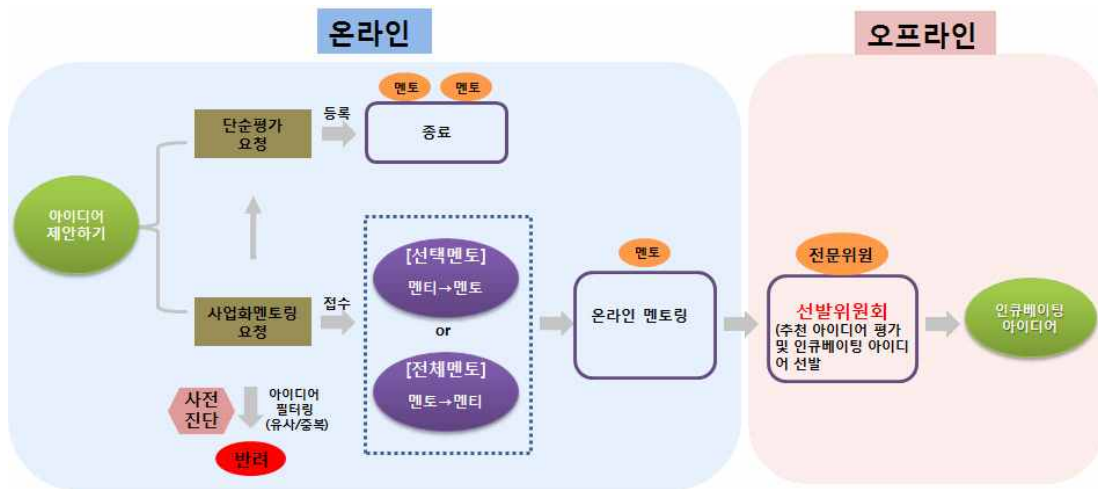 온라인
오프라인
아이디어
제안하기
단순평가
요청
등록
멘토
멘토
종료
사업화멘토링
요청
접수
[선택멘토]
멘티→멘토
or
[전체멘토]
멘토→멘티
멘토
온라인 멘토링
전문위원
선발위원회
(추천 아이디어 평가
및 인큐베이팅 아이디
어 선발
인큐베이팅
아이디어
사전
진단
아이디어
필터링
(유사/중복)
반려